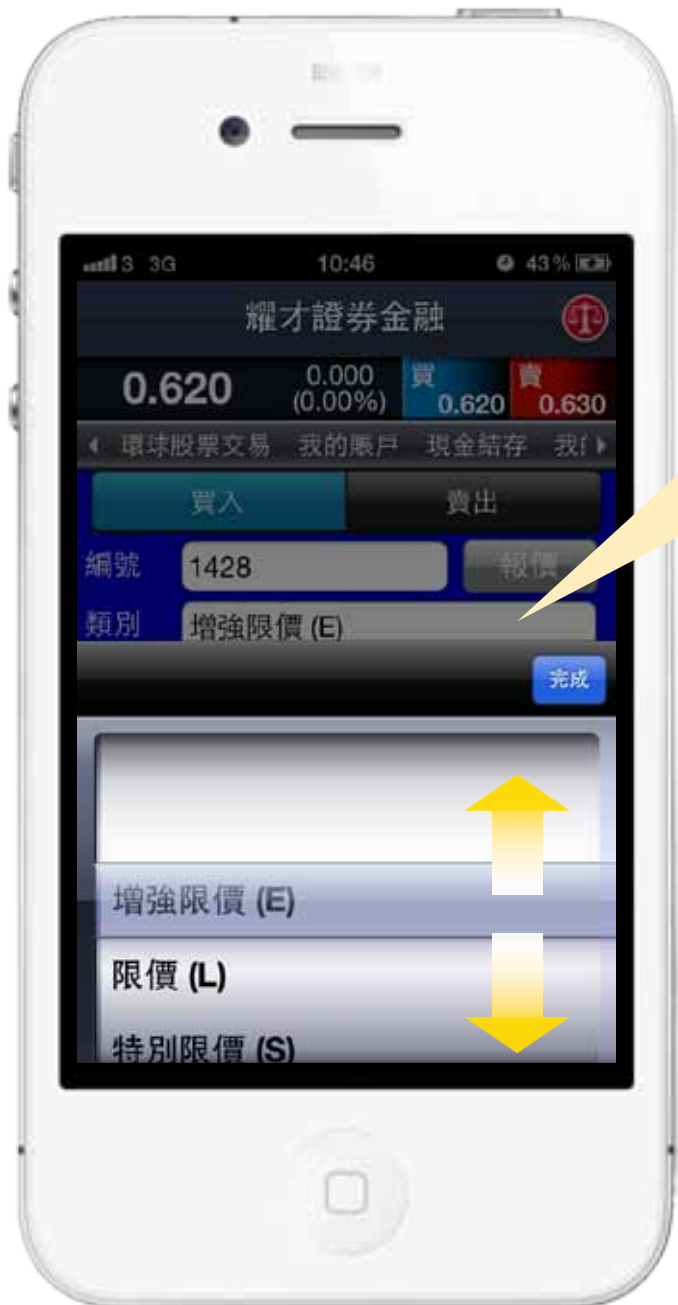 3 3G 10:46 43%
耀才證券金融
0.620 0.000 (0.00%) 買 0.620 賣 0.630
環球股票交易 我的賬戶 現金結存
買入 賣出
編號 1428 報價
類別 增強限價 (E)
完成
增強限價 (E)
限價 (L)
特別限價 (S)